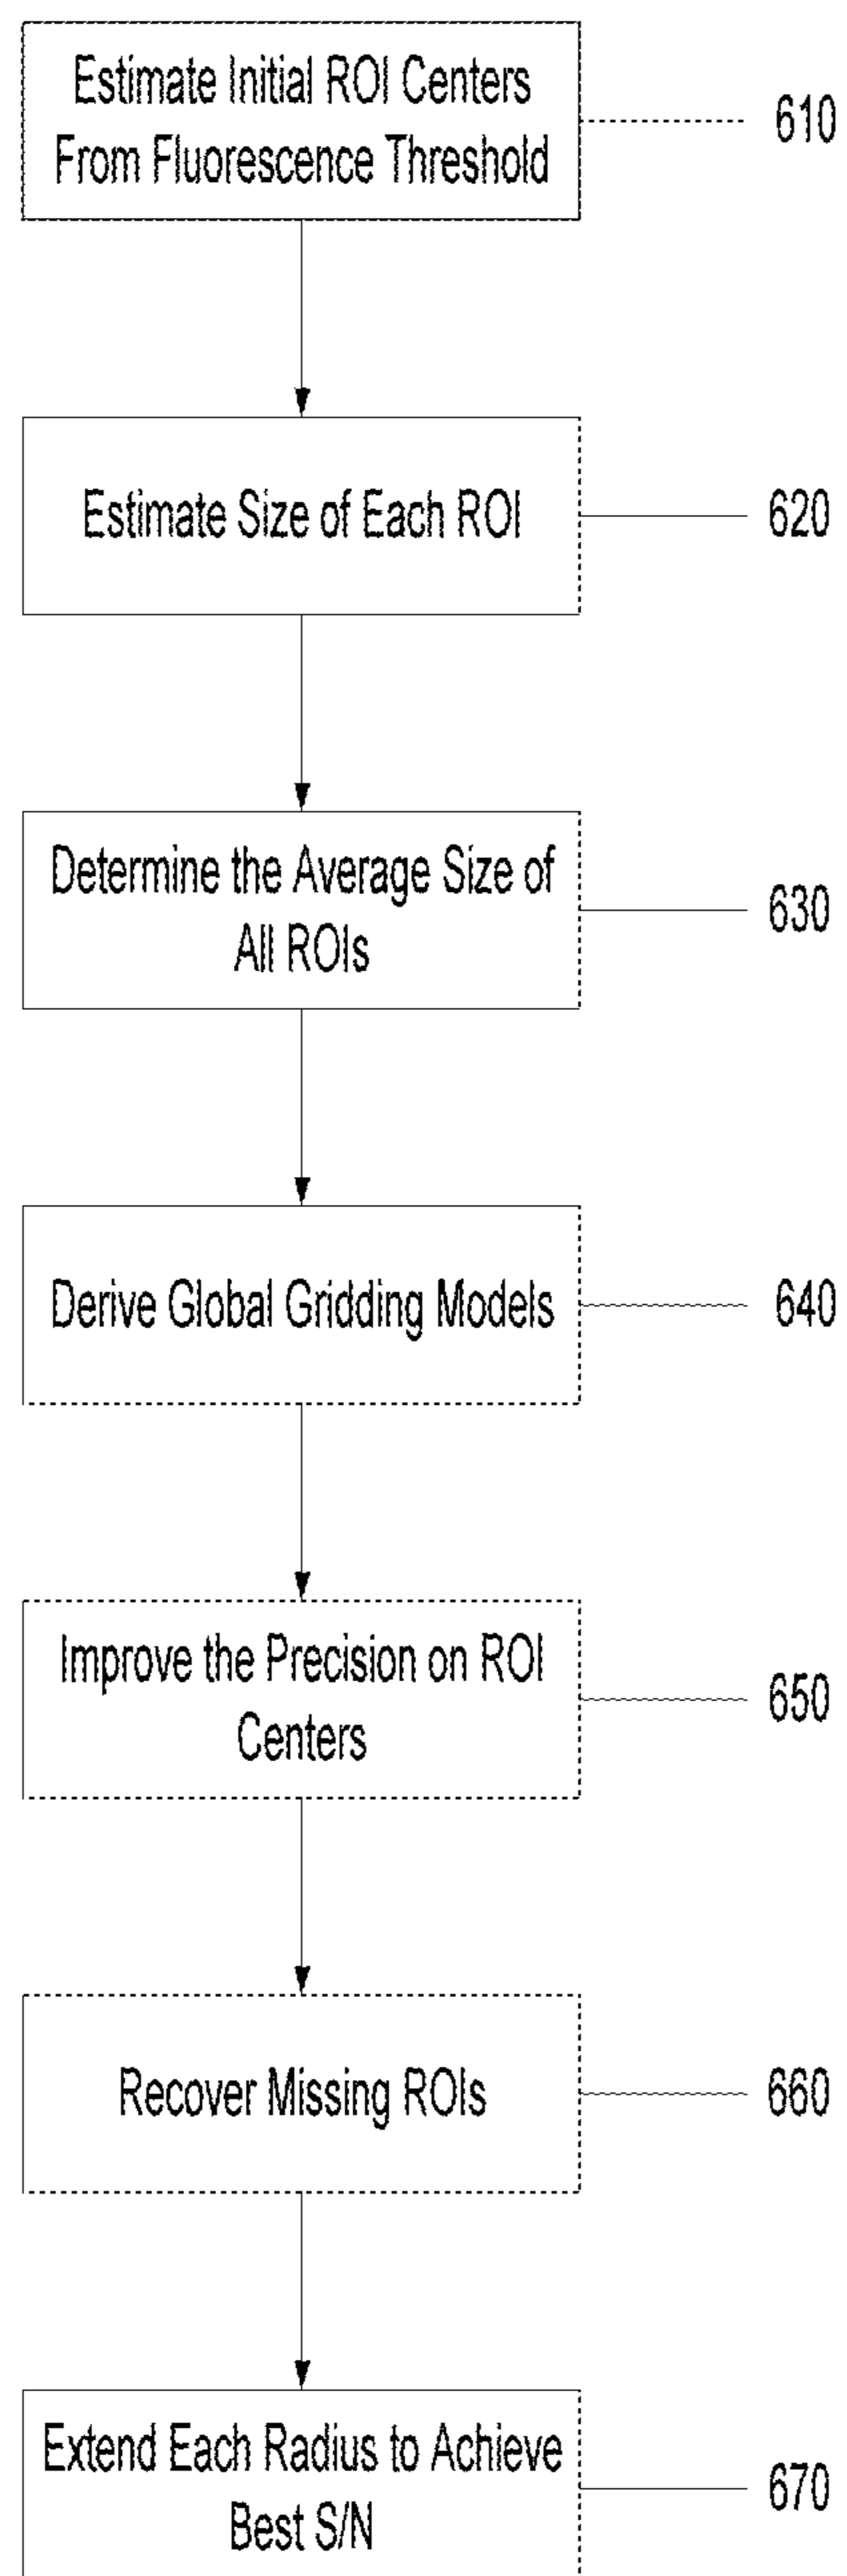 Estimate Initial ROI Centers
From Fluorescence Threshold
610
Estimate Size of Each ROI
620
Determine the Average Size of
All ROIs
630
Derive Global Gridding Models
640
Improve the Precision on ROI
Centers
650
Recover Missing ROIs
660
Extend Each Radius to Achieve
Best S/N
670